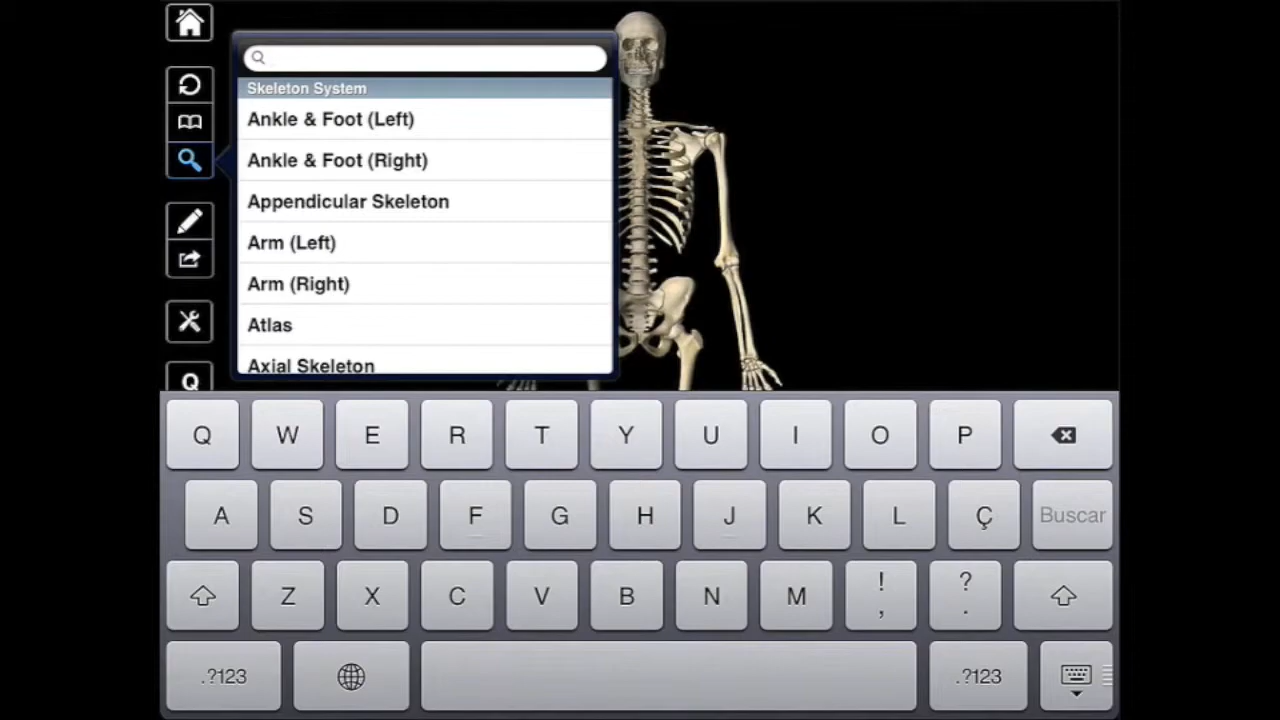 Skeleton System
Ankle & Foot (Left)
Ankle & Foot (Right)
Appendicular Skeleton
Arm (Left)
Arm (Right)
Atlas
Axial Skeleton
Q
Q W E R T Y U I O P
A S D F G H J K L Ç Buscar
Z X C V B N M ! , ? .
.?123 .?123